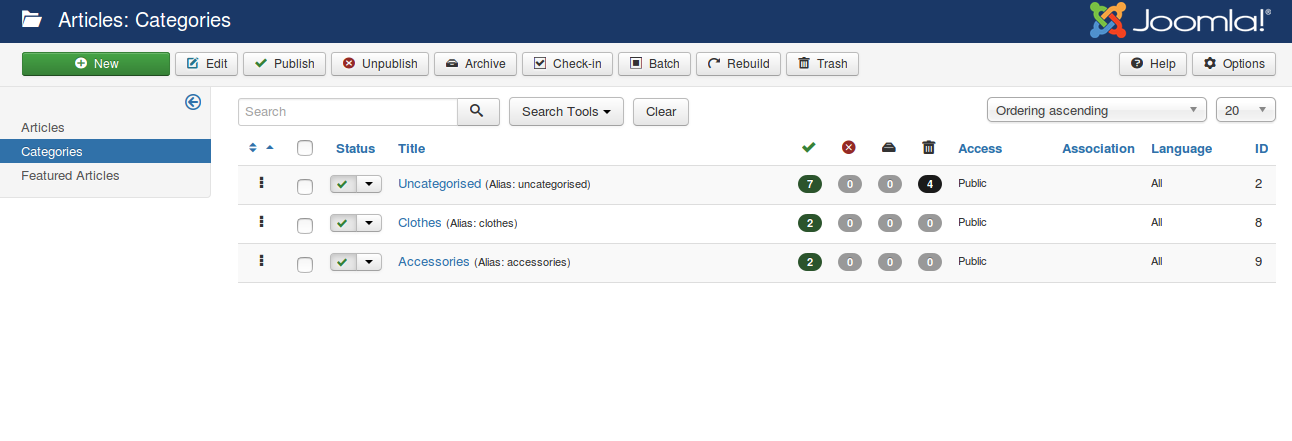 Articles: Categories
Joomla!®
New Edit Publish Unpublish Archive Check-in Batch Rebuild Trash Help Options
Articles
Categories
Featured Articles
Search Search Tools Clear Ordering ascending 20
Status Title Access Association Language ID
Uncategorised (Alias: uncategorised) 7 0 0 4 Public All 2
Clothes (Alias: clothes) 2 0 0 0 Public All 8
Accessories (Alias: accessories) 2 0 0 0 Public All 9